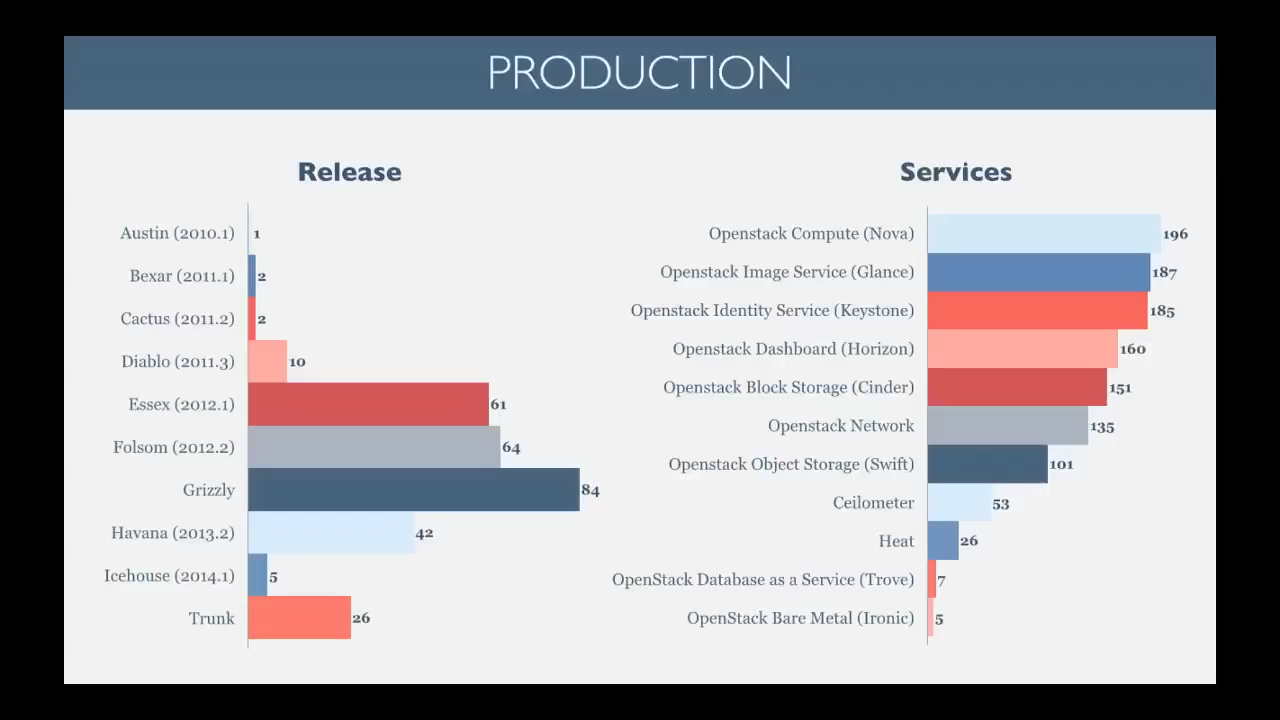 PRODUCTION
Release
Austin (2010.1) 1
Bexar (2011.1) 2
Cactus (2011.2) 2
Diablo (2011.3) 10
Essex (2012.1) 61
Folsom (2012.2) 64
Grizzly 84
Havana (2013.2) 42
Icehouse (2014.1) 5
Trunk 26
Services
Openstack Compute (Nova) 196
Openstack Image Service (Glance) 187
Openstack Identity Service (Keystone) 185
Openstack Dashboard (Horizon) 160
Openstack Block Storage (Cinder) 151
Openstack Network 135
Openstack Object Storage (Swift) 101
Ceilometer 53
Heat 26
OpenStack Database as a Service (Trove) 7
OpenStack Bare Metal (Ironic) 5